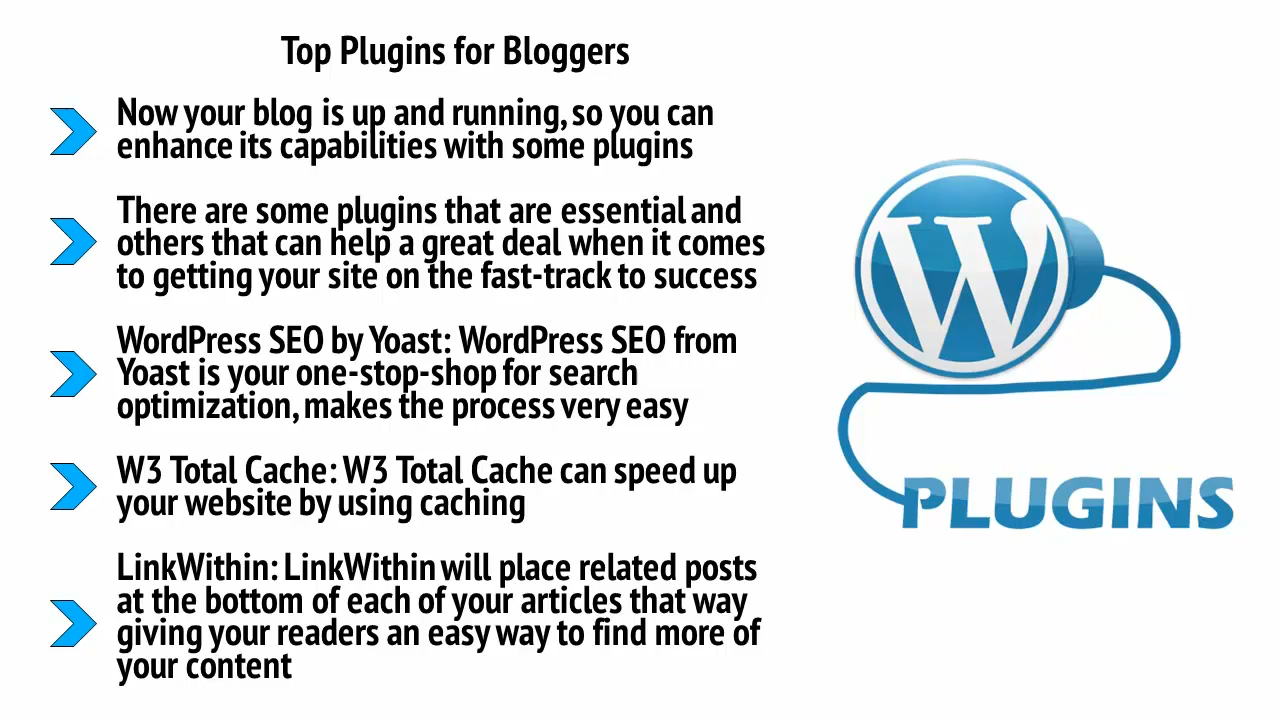 Top Plugins for Bloggers
Now your blog is up and running, so you can
enhance its capabilities with some plugins
There are some plugins that are essential and
others that can help a great deal when it comes
to getting your site on the fast-track to success
WordPress SEO by Yoast: WordPress SEO from
Yoast is your one-stop-shop for search
optimization, makes the process very easy
W3 Total Cache: W3 Total Cache can speed up
your website by using caching
LinkWithin: LinkWithin will place related posts
at the bottom of each of your articles that way
giving your readers an easy way to find more of
your content
W
PLUGINS